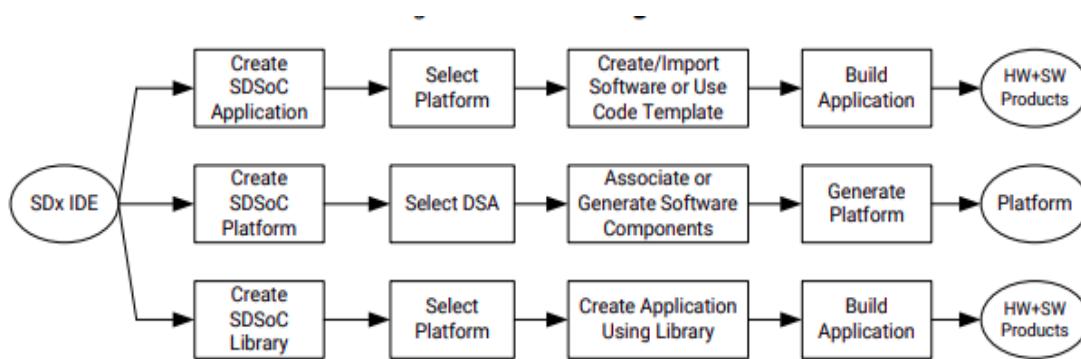 Create
SDSoC
Application
Select
Platform
Create/Import
Software or Use
Code Template
Build
Application
HW+SW
Products
SDx IDE
Create
SDSoC
Platform
Select DSA
Associate or
Generate Software
Components
Generate
Platform
Platform
Create
SDSoC
Library
Select
Platform
Create Application
Using Library
Build
Application
HW+SW
Products